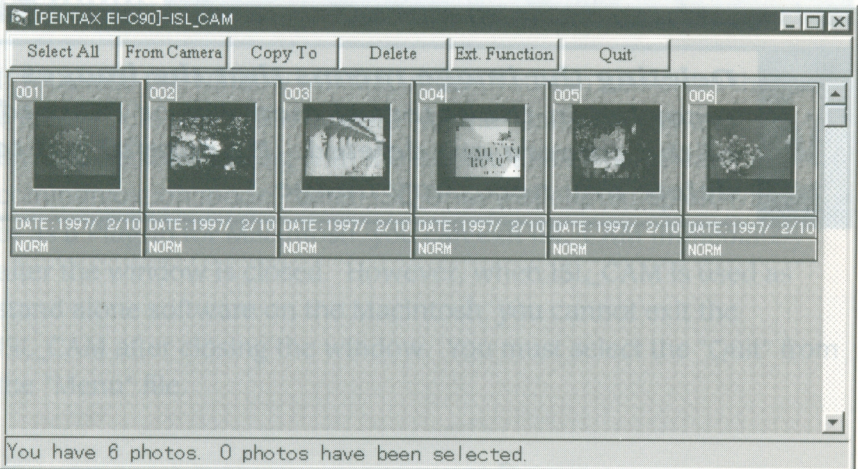 [PENTAX EI-C90]-ISL_CAM
Select All From Camera Copy To Delete Ext. Function Quit
001 002 003 004 005 006
DATE:1997/ 2/10 DATE:1997/ 2/10 DATE:1997/ 2/10 DATE:1997/ 2/10 DATE:1997/ 2/10 DATE:1997/ 2/10
NORM NORM NORM NORM NORM NORM
You have 6 photos. 0 photos have been selected.